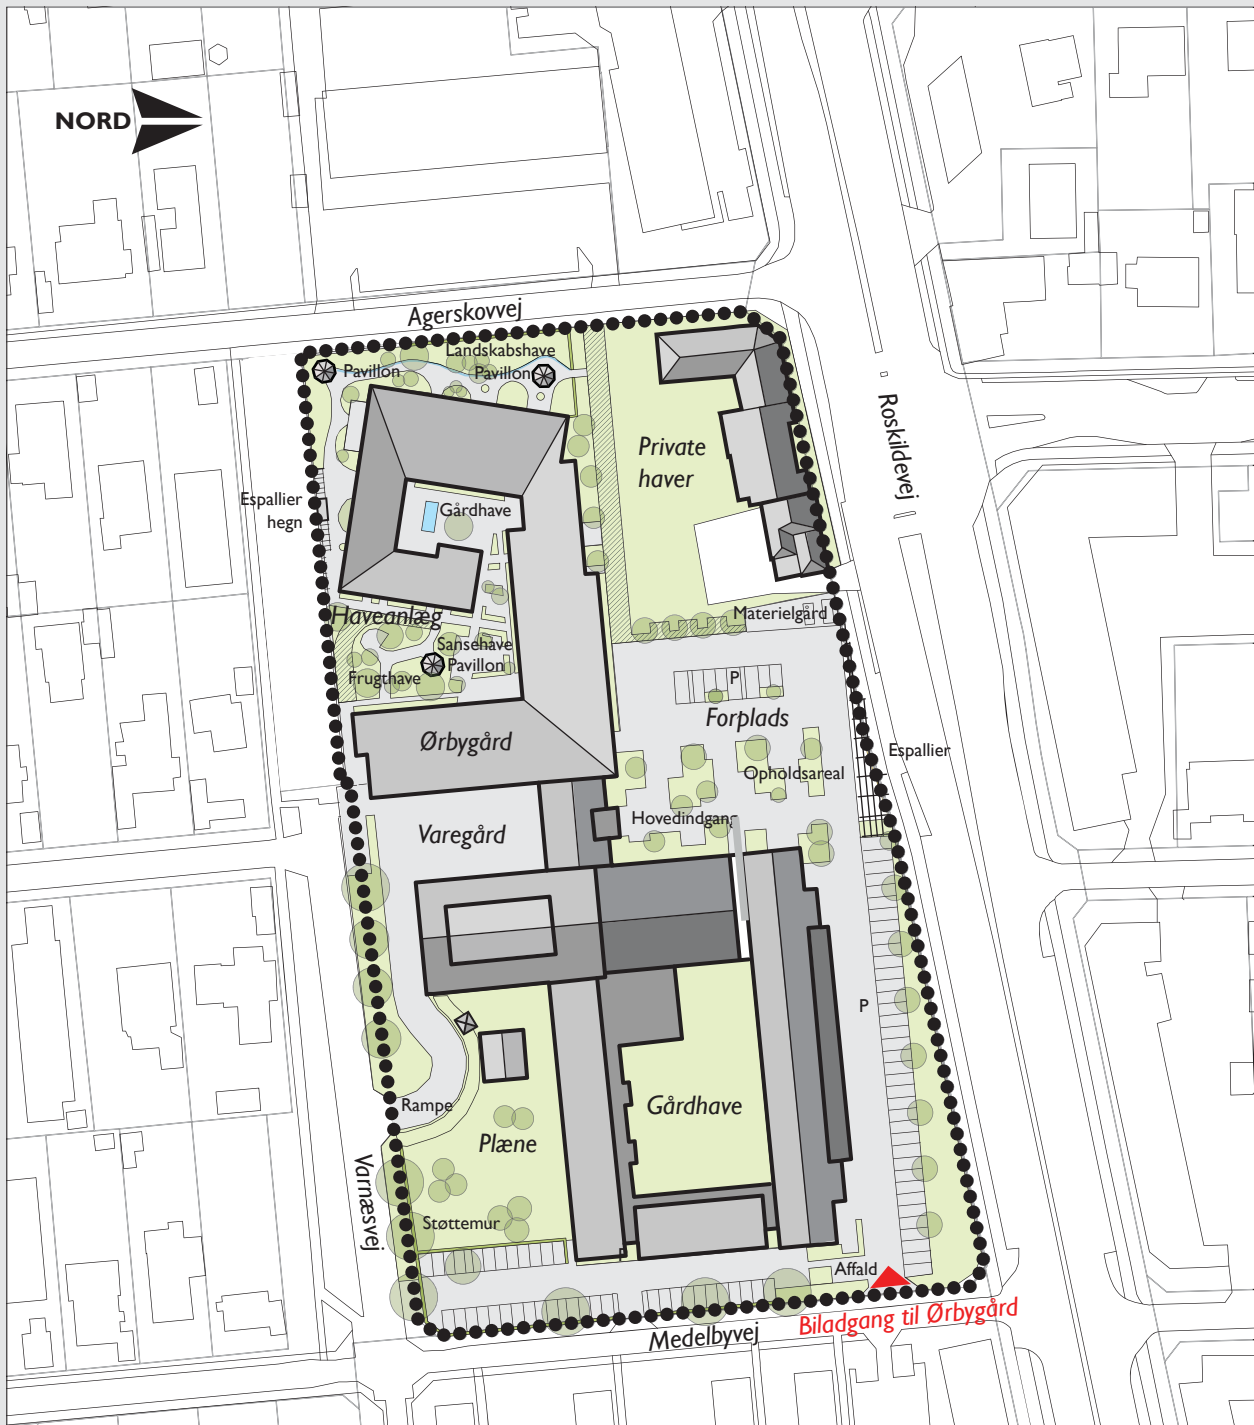 NORD
Agerskovvej
Landskabshave
Pavillon
Pavillon
Roskildevej
Private
haver
Espallier
hegn
Gårdhave
Haveanlæg
Materielgård
Sansehave
Pavillon
Frugthave
P
Forplads
Ørbygård
Espallier
Opholdsareal
Hovedindgang
Varegård
P
Rampe
Gårdhave
Plæne
Varnæsvej
Støttemur
Affald
Biladgang til Ørbygård
Medelbyvej